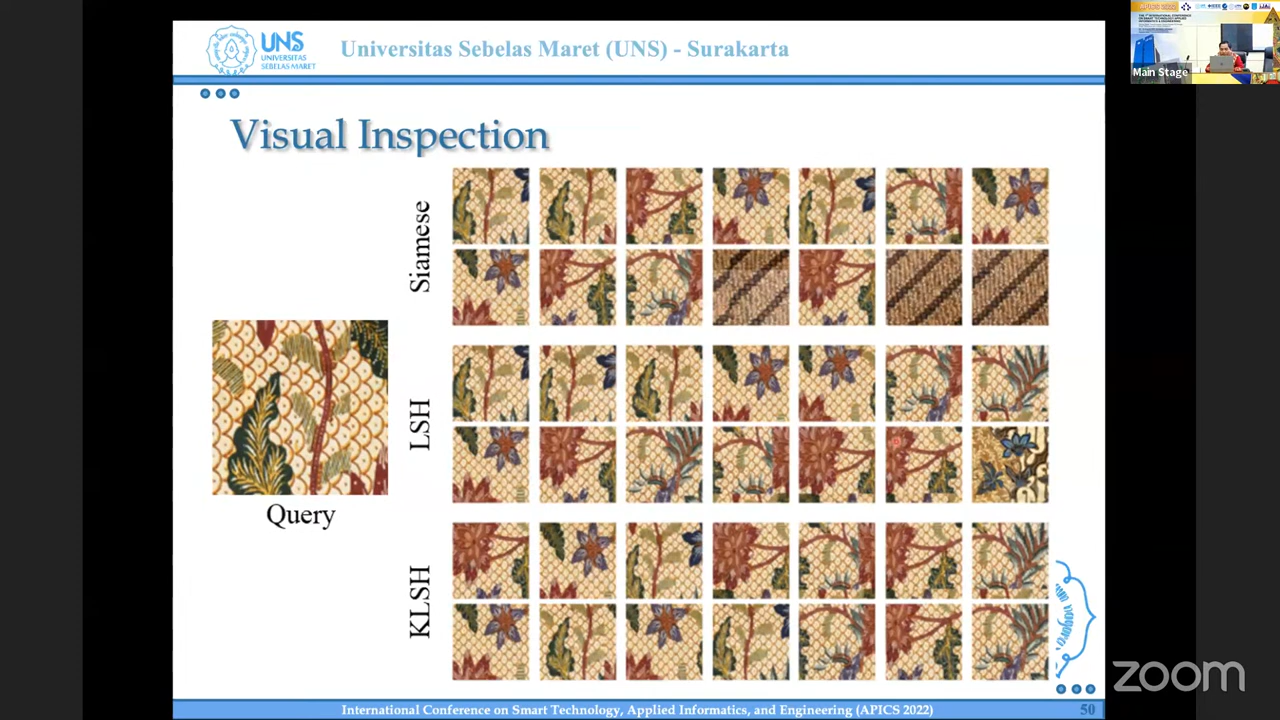 UNS
UNIVERSITAS
SEBELAS MARET
Universitas Sebelas Maret (UNS) - Surakarta
Main Stage
Visual Inspection
Siamese
LSH
KLSH
Query
zoom
International Conference on Smart Technology, Applied Informatics, and Engineering (APICS 2022)
50